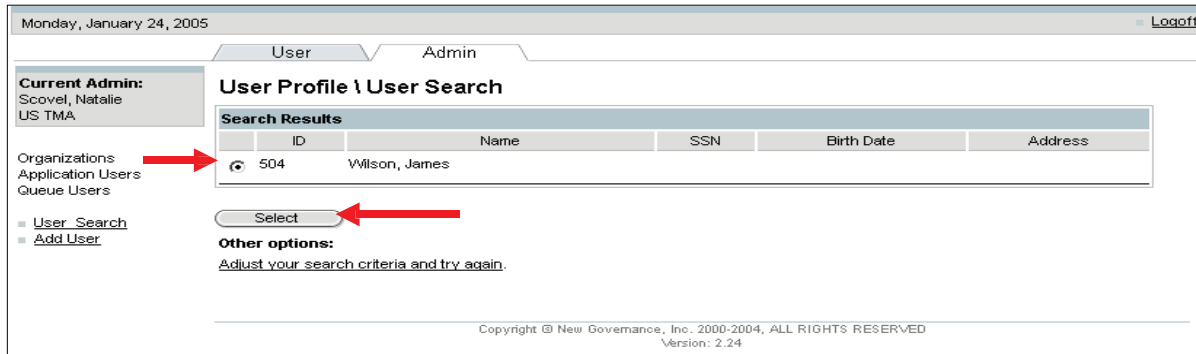 Monday, January 24, 2005
Logoff
User
Admin
Current Admin:
Scovel, Natalie
US TMA
Organizations
Application Users
Queue Users
User Search
Add User
User Profile \ User Search
Search Results
ID Name SSN Birth Date Address
504 Wilson, James
Select
Other options:
Adjust your search criteria and try again.
Copyright @ New Governance, Inc. 2000-2004, ALL RIGHTS RESERVED
Version: 2.24